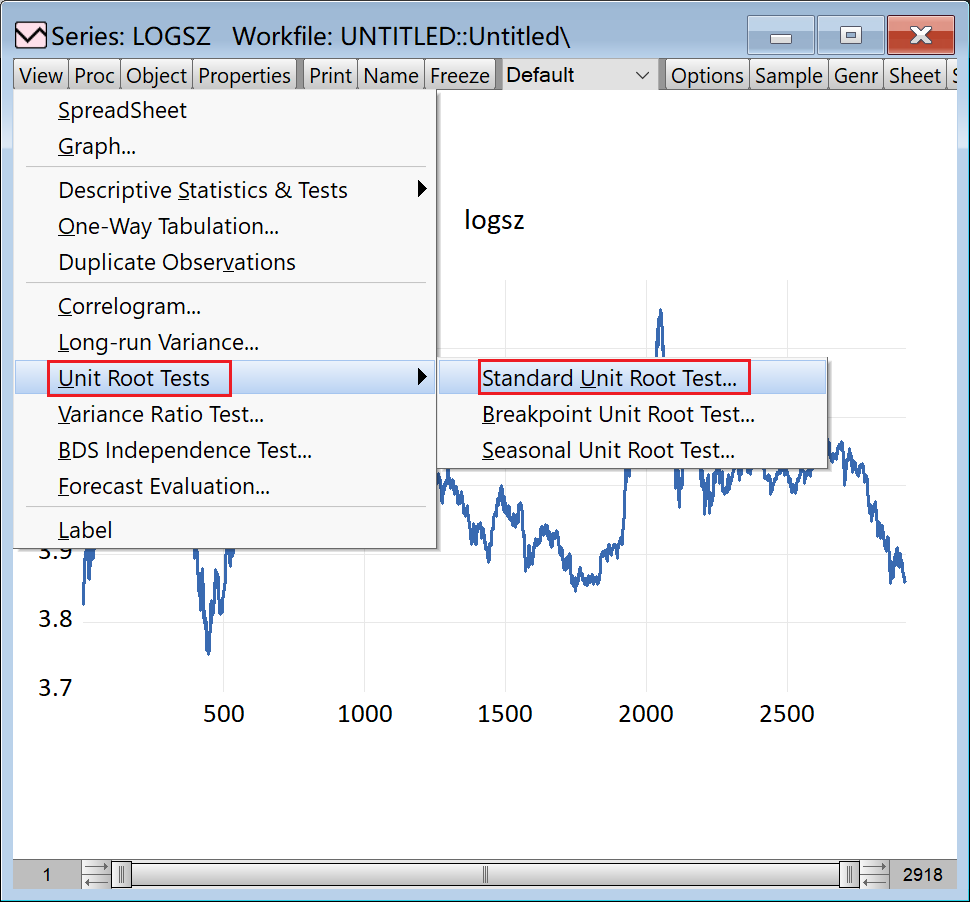 Series: LOGSZ Workfile: UNTITLED::Untitled\
View Proc Object Properties Print Name Freeze Default Options Sample Genr Sheet
SpreadSheet
Graph...
Descriptive Statistics & Tests
One-Way Tabulation...
Duplicate Observations
Correlogram...
Long-run Variance...
Unit Root Tests
Variance Ratio Test...
BDS Independence Test...
Forecast Evaluation...
Label
Standard Unit Root Test...
Breakpoint Unit Root Test...
Seasonal Unit Root Test...
logsz
3.9
3.8
3.7
500 1000 1500 2000 2500
1 2918